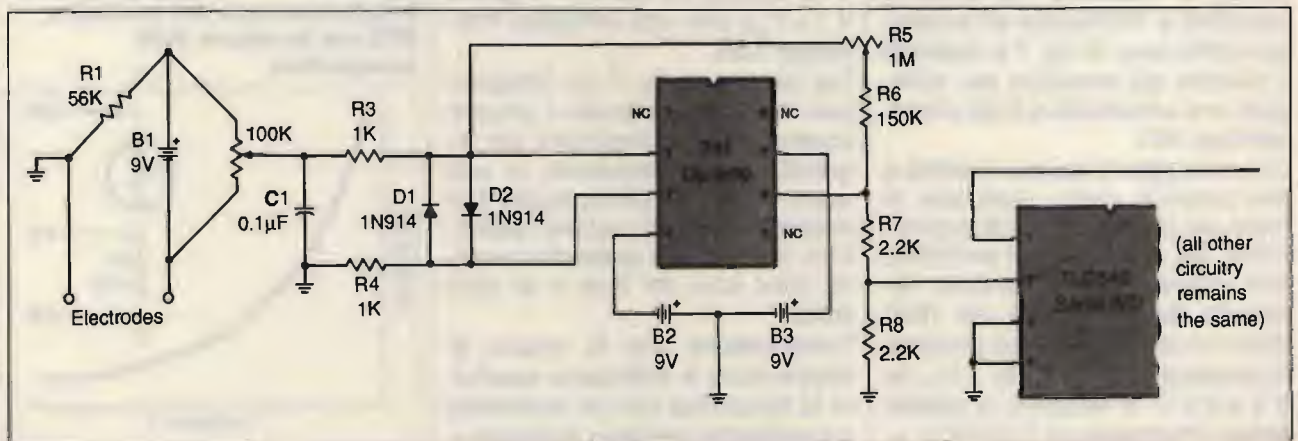 R1
56K
B1
9V
+
100K
C1
0.1µF
R3
1K
R4
1K
D1
1N914
D2
1N914
NC
NC
NC
R5
1M
R6
150K
R7
2.2K
R8
2.2K
+
B2
9V
+
B3
9V
Electrodes
(all other
circuitry
remains
the same)